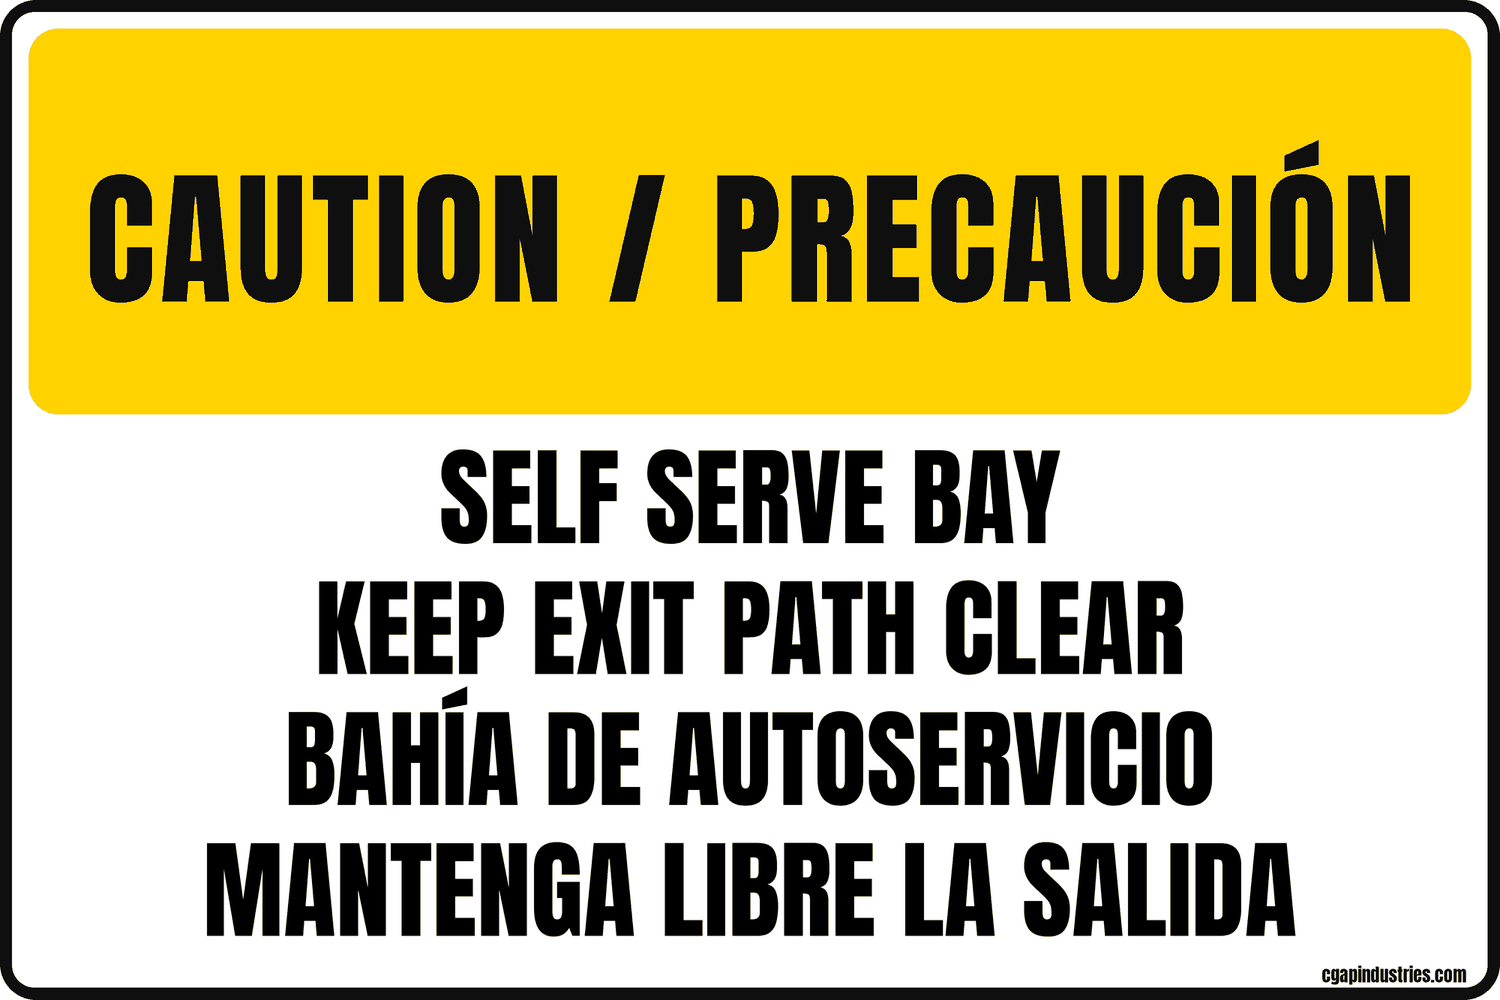 CAUTION / PRECAUCIÓN
SELF SERVE BAY
KEEP EXIT PATH CLEAR
BAHÍA DE AUTOSERVICIO
MANTENGA LIBRE LA SALIDA
cgapindustries.com